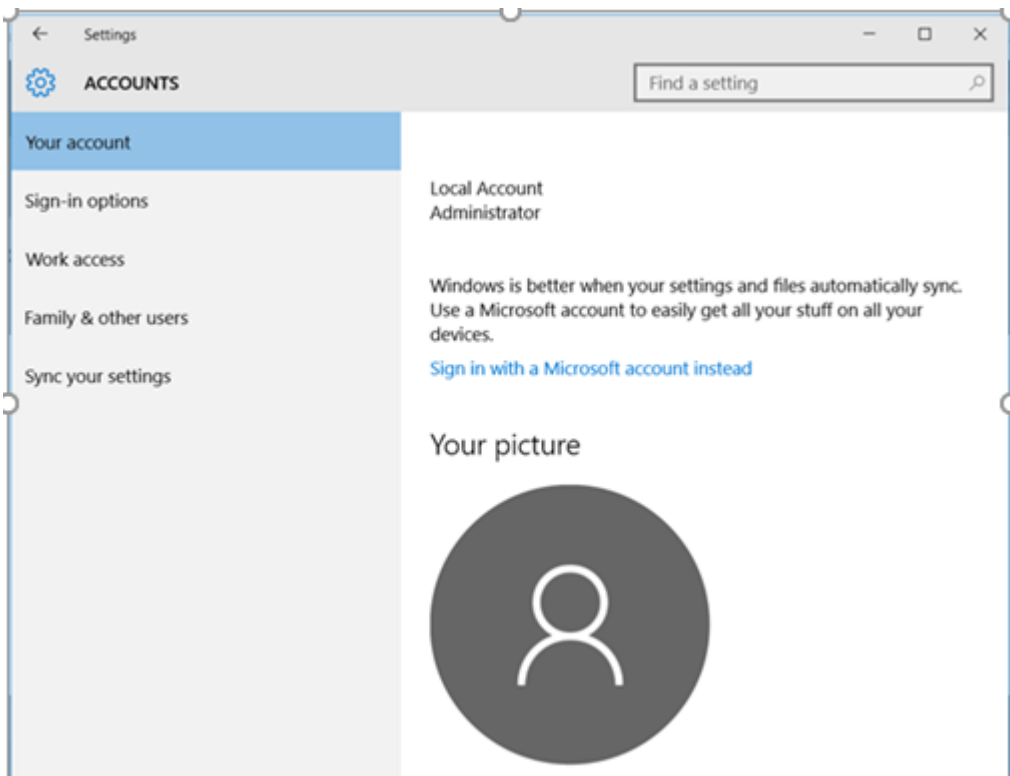 Settings
ACCOUNTS
Find a setting
Your account
Sign-in options
Work access
Family & other users
Sync your settings
Local Account
Administrator
Windows is better when your settings and files automatically sync.
Use a Microsoft account to easily get all your stuff on all your
devices.
Sign in with a Microsoft account instead
Your picture